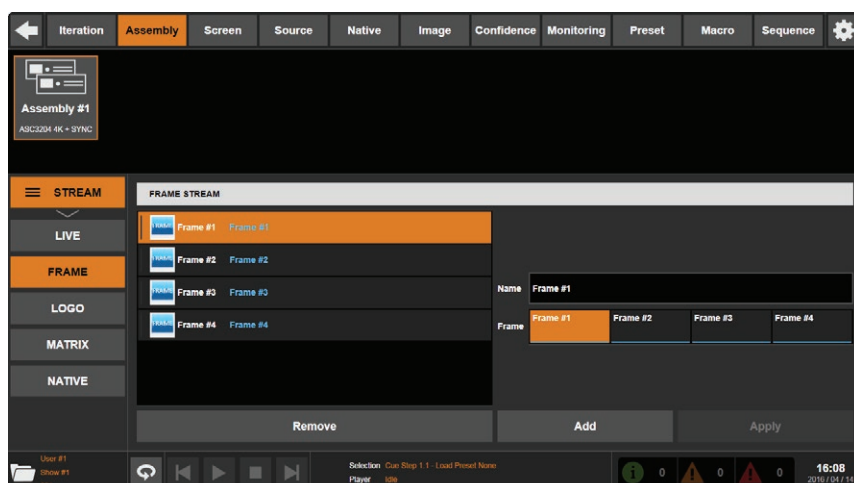 Iteration Assembly Screen Source Native Image Confidence Monitoring Preset Macro Sequence
Assembly #1
ASC3204 4K + SYNC
STREAM
LIVE
FRAME
LOGO
MATRIX
NATIVE
FRAME STREAM
Frame #1 Frame #1
Frame #2 Frame #2
Frame #3 Frame #3
Frame #4 Frame #4
Name Frame #1
Frame Frame #1 Frame #2 Frame #3 Frame #4
Remove Add Apply
User #1
Show #1
Selection Cue Step 1.1 - Load Preset None
Player Idle
0 0 0
16:08
2016 / 04 / 14